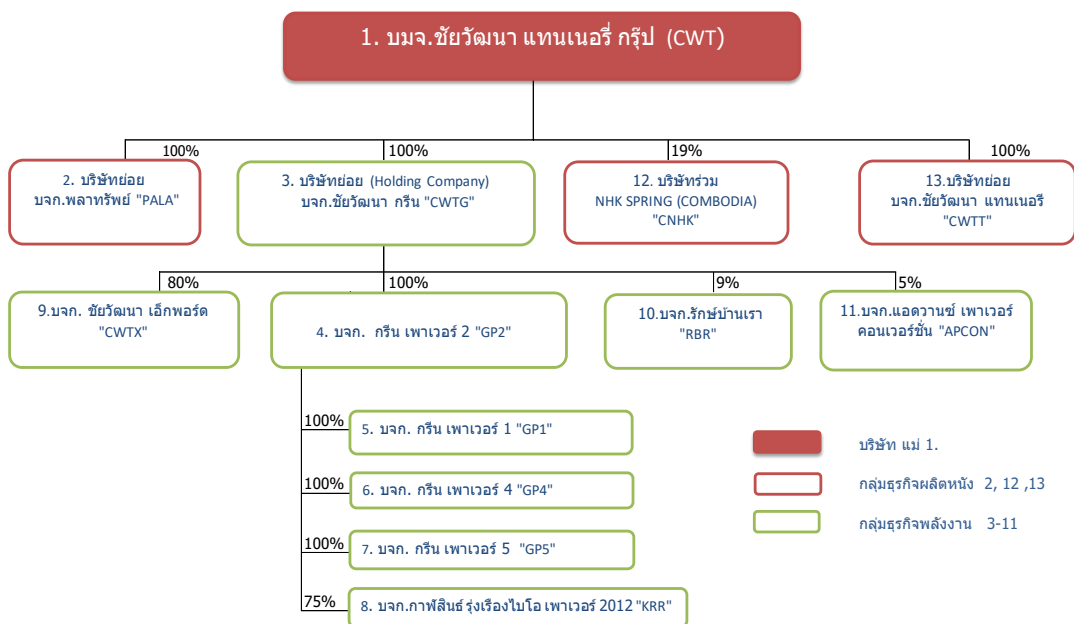 1. บมจ.ชัยวัฒนา แทนเนอรี่ กรุ๊ป (CWT)
100%
100%
19%
100%
2. บริษัทย่อย
บจก.พลาทรัพย์ "PALA"
3. บริษัทย่อย (Holding Company)
บจก.ชัยวัฒนา กรีน "CWTG"
12. บริษัทร่วม
NHK SPRING (COMBODIA)
"CNHK"
13.บริษัทย่อย
บจก.ชัยวัฒนา แทนเนอรี
"CWTT"
80%
100%
9%
5%
9.บจก. ชัยวัฒนา เอ็กพอร์ด
"CWTX"
4. บจก. กรีน เพาเวอร์ 2 "GP2"
10.บจก.รักษ์บ้านเรา
"RBR"
11.บจก.แอดวานซ์ เพาเวอร์
คอนเวอร์ชั่น "APCON"
100%
5. บจก. กรีน เพาเวอร์ 1 "GP1"
100%
6. บจก. กรีน เพาเวอร์ 4 "GP4"
100%
7. บจก. กรีน เพาเวอร์ 5 "GP5"
75%
8. บจก.กาฬสินธุ์ รุ่งเรืองไบโอ เพาเวอร์ 2012 "KRR"
บริษัท แม่ 1.
กลุ่มธุรกิจผลิตหนัง 2, 12 ,13
กลุ่มธุรกิจพลังงาน 3-11